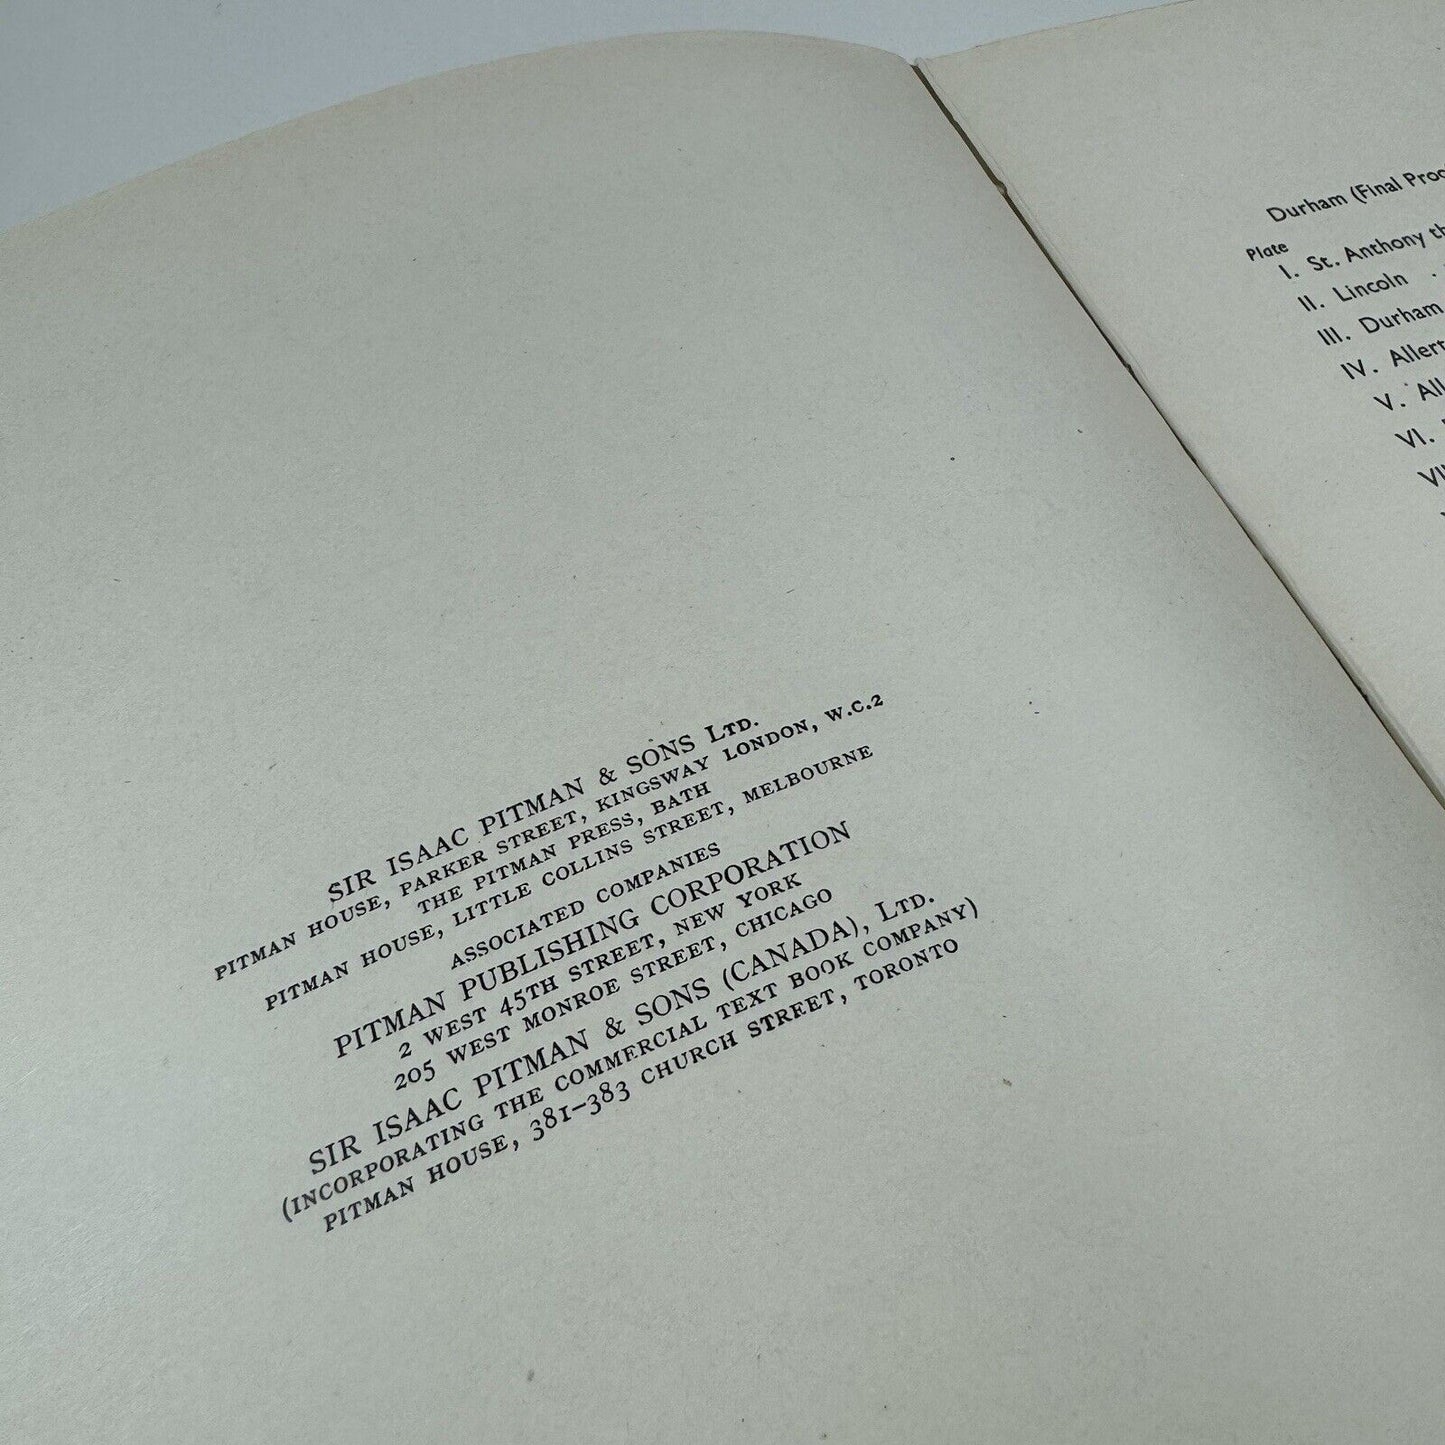 SIR ISAAC PITMAN & SONS LTD.
PITMAN HOUSE, PARKER STREET, KINGSWAY LONDON, W.C.2
THE PITMAN PRESS, BATH
PITMAN HOUSE, LITTLE COLLINS STREET, MELBOURNE
ASSOCIATED COMPANIES
PITMAN PUBLISHING CORPORATION
2 WEST 45TH STREET, NEW YORK
205 WEST MONROE STREET, CHICAGO
SIR ISAAC PITMAN & SONS (CANADA), LTD.
(INCORPORATING THE COMMERCIAL TEXT BOOK COMPANY)
PITMAN HOUSE, 381–383 CHURCH STREET, TORONTO
Durham (Final
Plate
I. St. Anthony
II. Lincoln .
III. Durham
IV.
V.
VI.